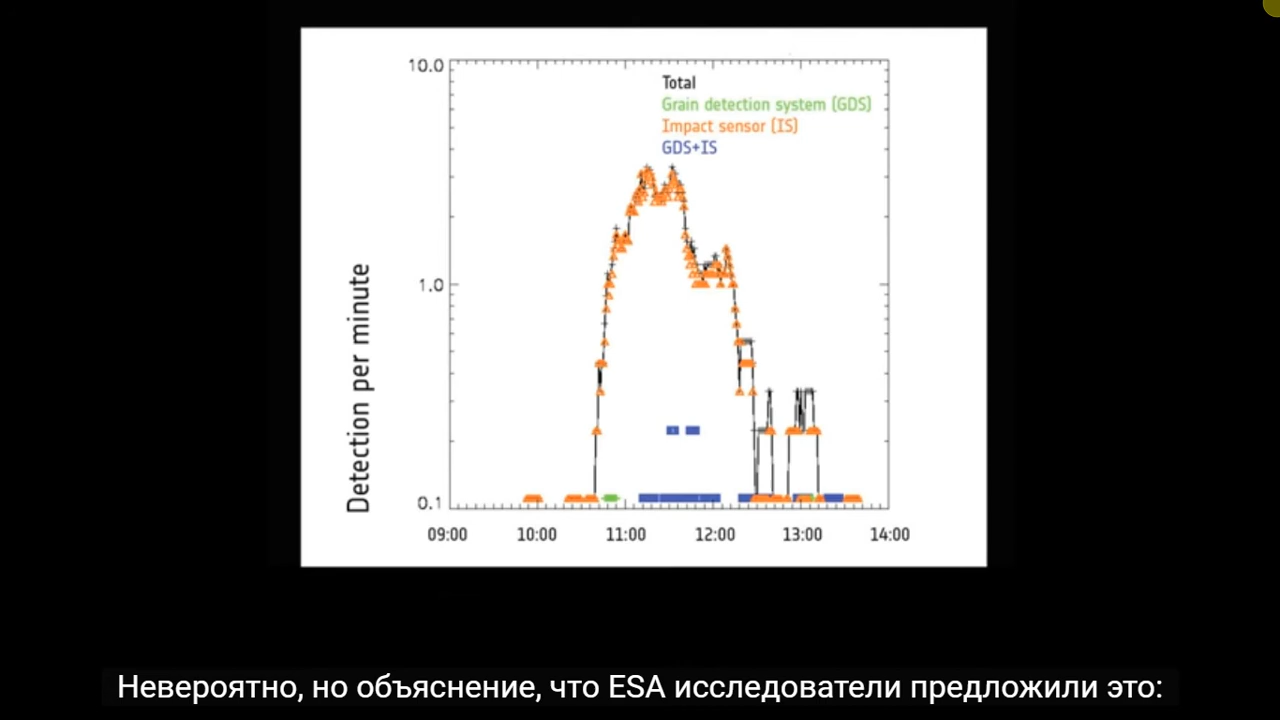 10.0
Total
Grain detection system (GDS)
Impact sensor (IS)
GDS+IS
Detection per minute
1.0
0.1
09:00 10:00 11:00 12:00 13:00 14:00
Невероятно, но объяснение, что ESA исследователи предложили это: